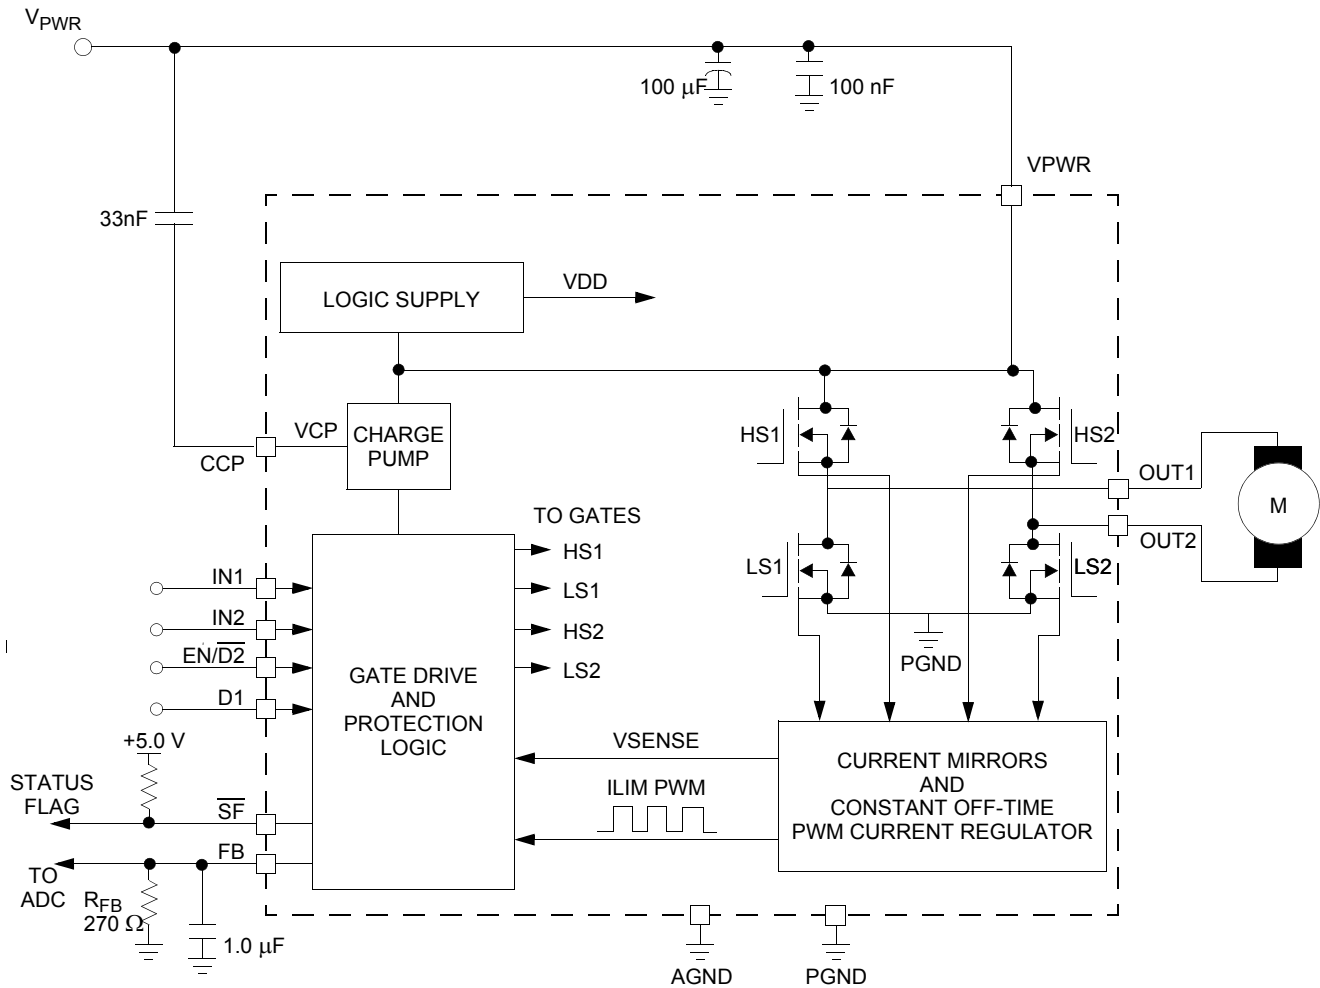 VPWR
100 μF
100 nF
VPWR
33nF
LOGIC SUPPLY
VDD
VCP
CCP
CHARGE
PUMP
HS1
HS2
OUT1
M
OUT2
TO GATES
HS1
LS1
HS2
LS2
LS1
LS2
PGND
IN1
IN2
EN/D2
D1
GATE DRIVE
AND
PROTECTION
LOGIC
+5.0 V
STATUS
FLAG
SF
FB
TO
ADC
RFB
270 Ω
1.0 μF
VSENSE
ILIM PWM
CURRENT MIRRORS
AND
CONSTANT OFF-TIME
PWM CURRENT REGULATOR
AGND
PGND